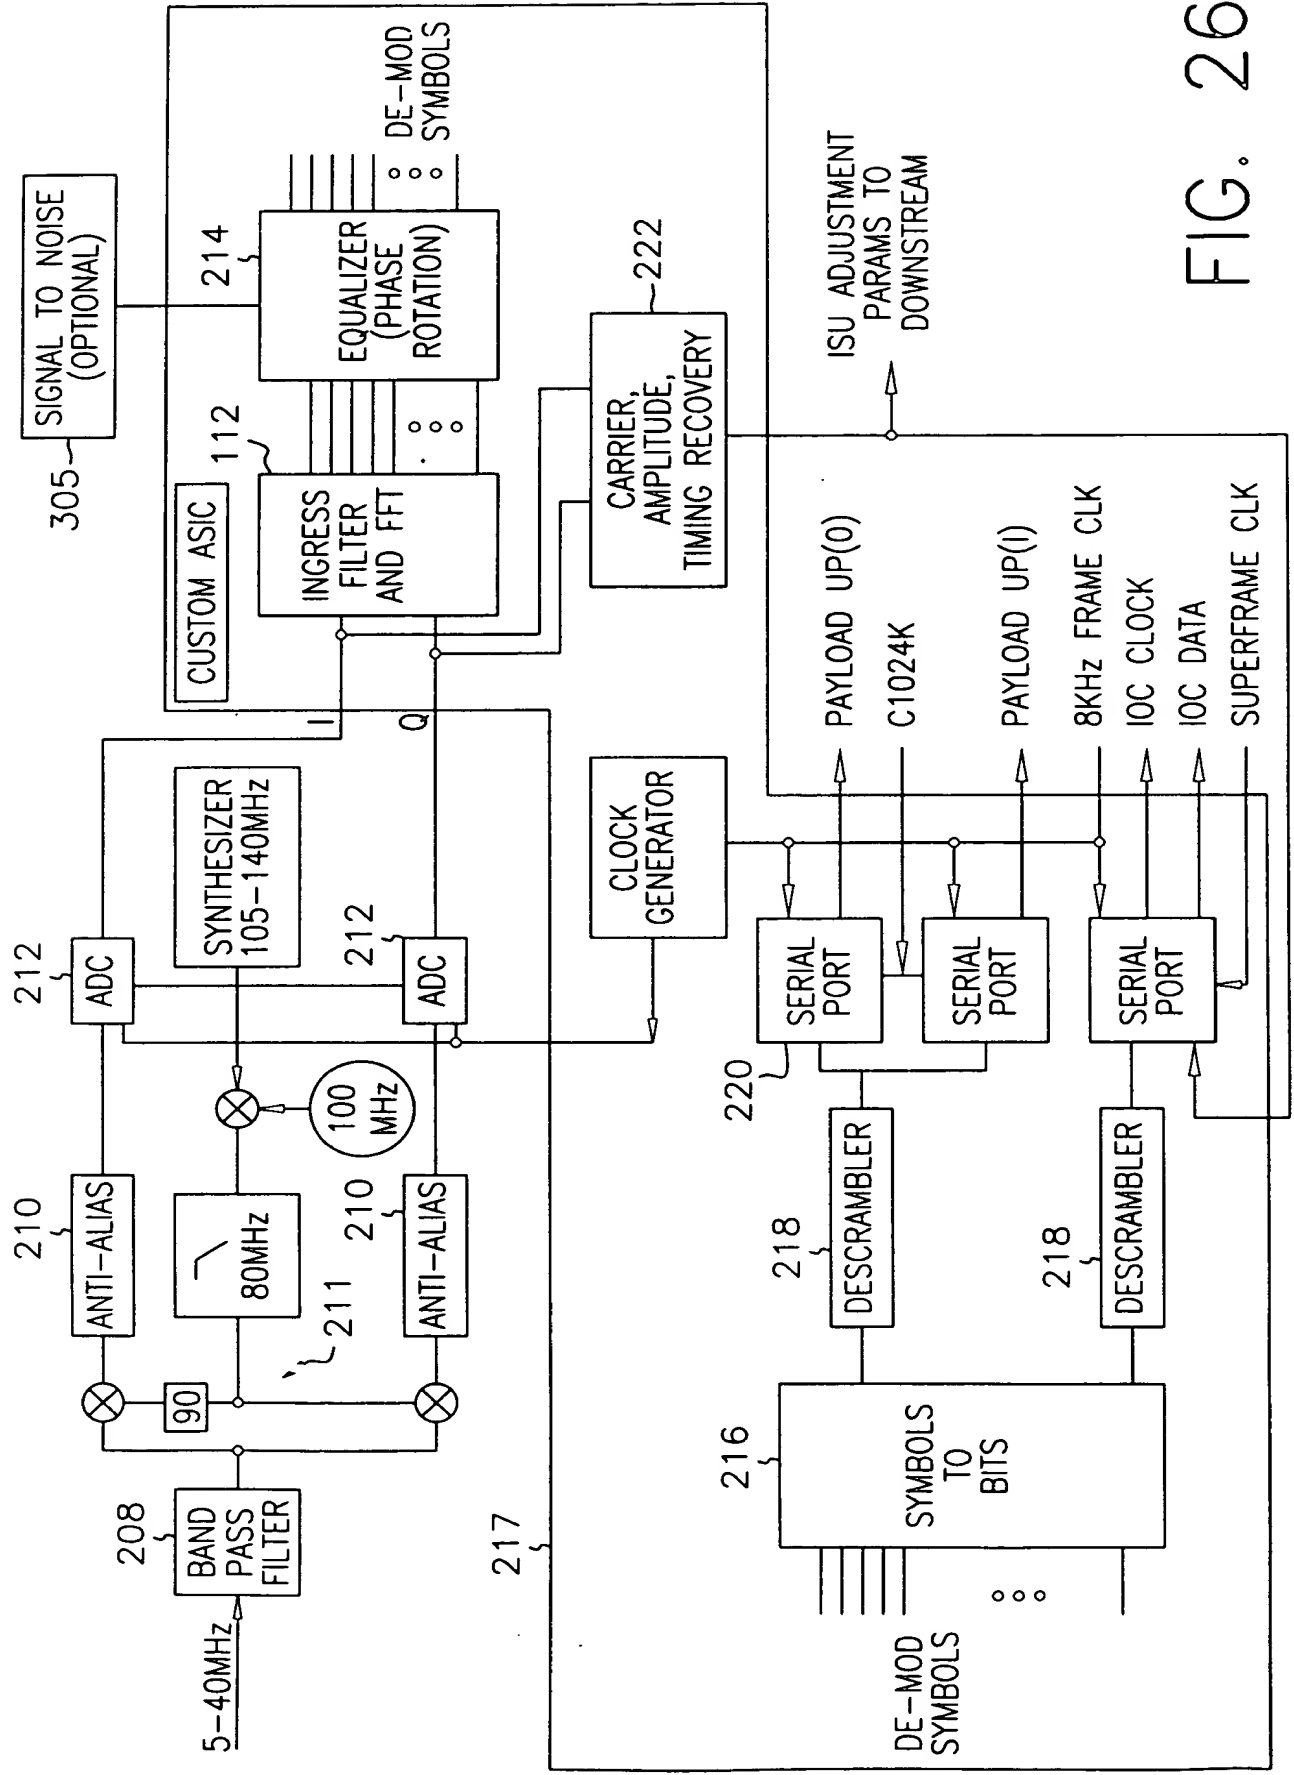 5-40MHz
208
BAND
PASS
FILTER
90
210
ANTI-ALIAS
80MHz
211
210
ANTI-ALIAS
100
MHz
212
ADC
SYNTHESIZER
105-140MHz
212
ADC
I
Q
CUSTOM ASIC
112
INGRESS
FILTER
AND FFT
305
SIGNAL TO NOISE
(OPTIONAL)
214
EQUALIZER
(PHASE
ROTATION)
DE-MOD
SYMBOLS
CARRIER,
AMPLITUDE,
TIMING RECOVERY
222
CLOCK
GENERATOR
217
DE-MOD
SYMBOLS
216
SYMBOLS
TO
BITS
218
DESCRAMBLER
218
DESCRAMBLER
220
SERIAL
PORT
SERIAL
PORT
SERIAL
PORT
PAYLOAD UP(0)
C1024K
PAYLOAD UP(1)
8KHz FRAME CLK
IOC CLOCK
IOC DATA
SUPERFRAME CLK
ISU ADJUSTMENT
PARAMS TO
DOWNSTREAM
FIG. 26